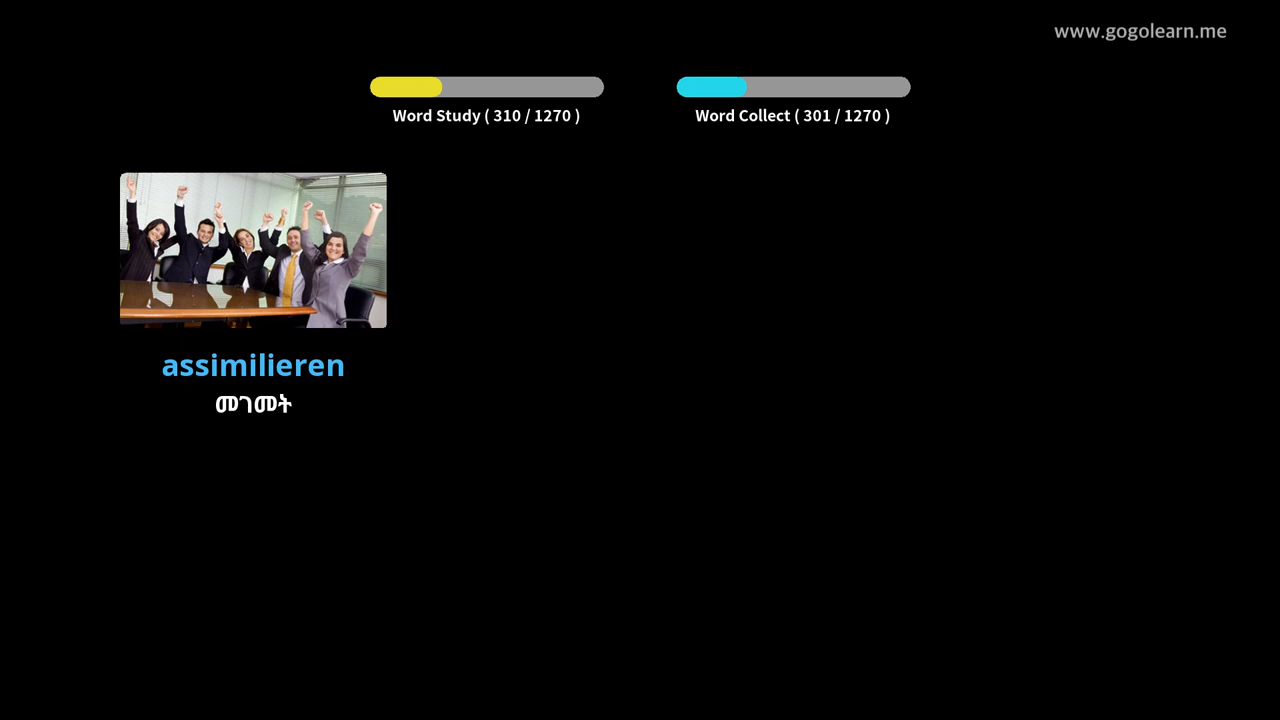 www.gogolearn.me
Word Study ( 310 / 1270 )
Word Collect ( 301 / 1270 )
assimilieren
መገመት